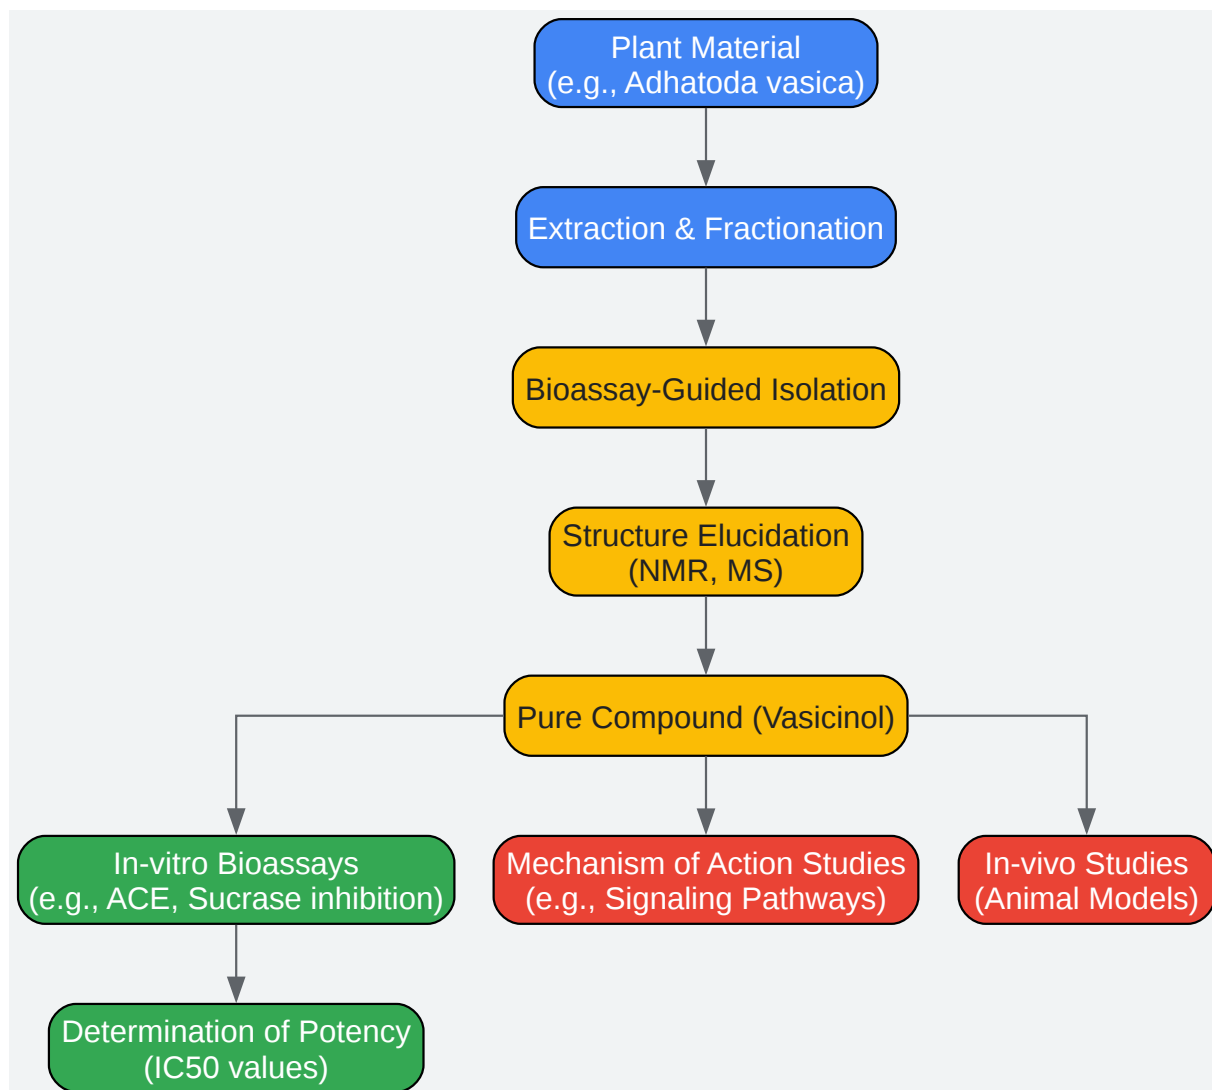 Plant Material
(e.g., Adhatoda vasica)
Extraction & Fractionation
Bioassay-Guided Isolation
Structure Elucidation
(NMR, MS)
Pure Compound (Vasicinol)
In-vitro Bioassays
(e.g., ACE, Sucrase inhibition)
Mechanism of Action Studies
(e.g., Signaling Pathways)
In-vivo Studies
(Animal Models)
Determination of Potency
(IC50 values)